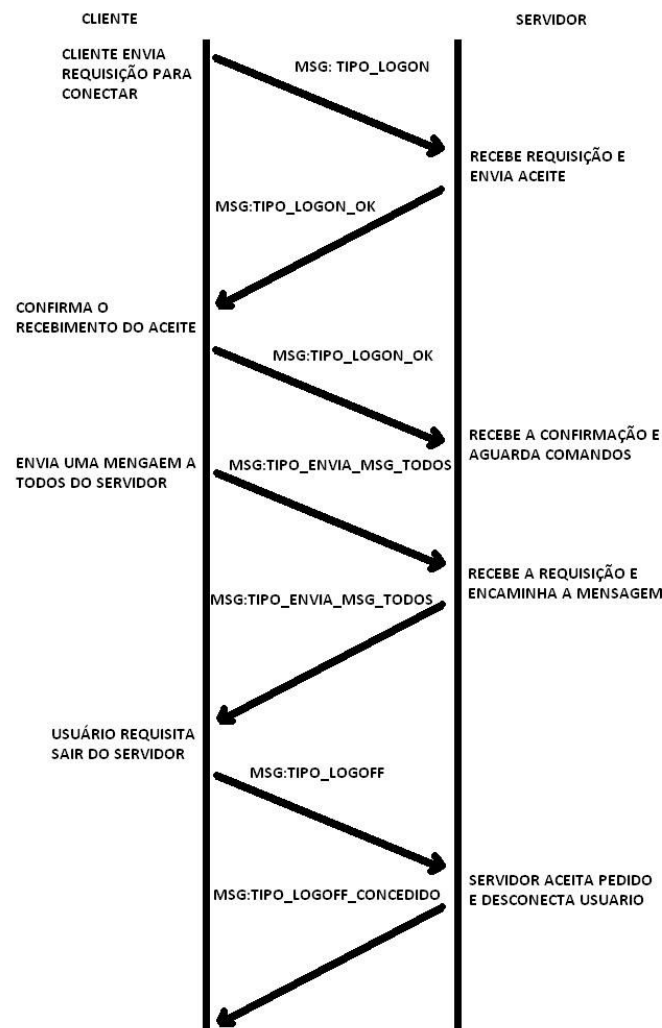 CLIENTE
SERVIDOR
CLIENTE ENVIA
REQUISIÇÃO PARA
CONECTAR
MSG: TIPO_LOGON
RECEBE REQUISIÇÃO E
ENVIA ACEITE
MSG:TIPO_LOGON_OK
CONFIRMA O
RECEBIMENTO DO ACEITE
MSG:TIPO_LOGON_OK
RECEBE A CONFIRMAÇÃO E
AGUARDA COMANDOS
ENVIA UMA MENGAEM A
TODOS DO SERVIDOR
MSG:TIPO_ENVIA_MSG_TODOS
RECEBE A REQUISIÇÃO E
ENCAMINHA A MENSAGEM
MSG:TIPO_ENVIA_MSG_TODOS
USUÁRIO REQUISITA
SAIR DO SERVIDOR
MSG:TIPO_LOGOFF
SERVIDOR ACEITA PEDIDO
E DESCONECTA USUARIO
MSG:TIPO_LOGOFF_CONCEDIDO